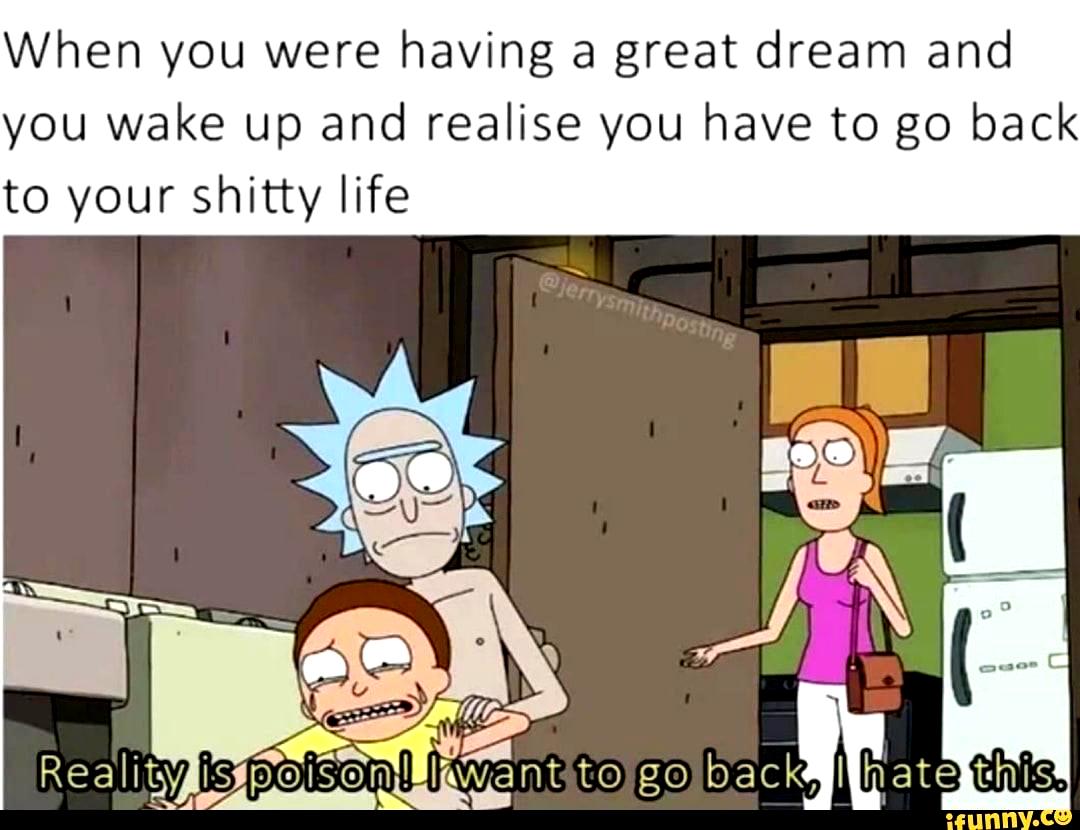 When you were having a great dream and
you wake up and realise you have to go back
to your shitty life
@jerrysmithposting
Reality is poison! I want to go back, I hate this.
ifunny.co